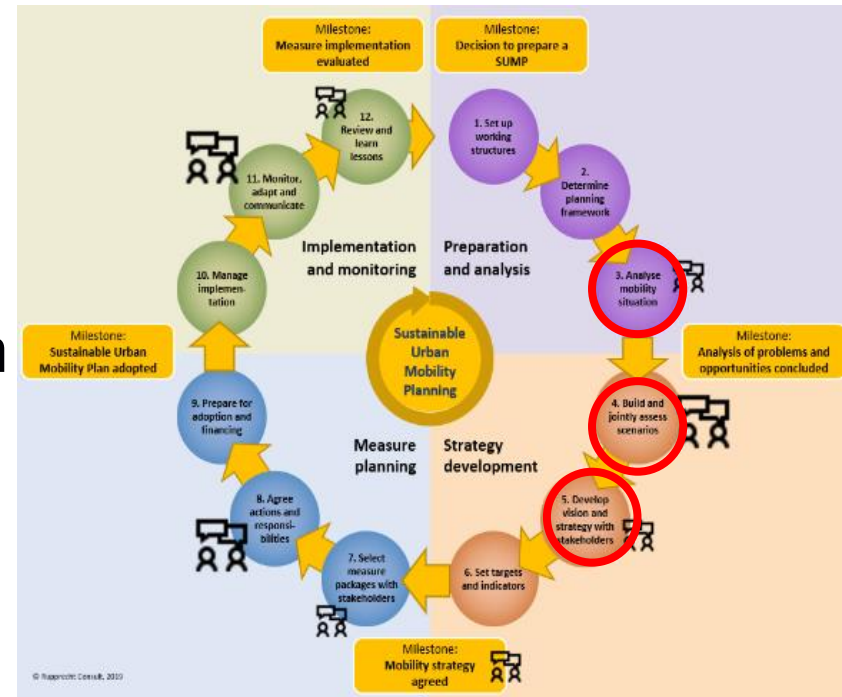 Milestone:
Measure implementation
evaluated
Milestone:
Decision to prepare a
SUMP
12.
Review and
learn
lessons
1. Set up
working
structures
11. Monitor,
adapt and
communicate
2.
Determine
planning
framework
Implementation
and monitoring
Preparation
and analysis
10. Manage
implemen-
tation
3. Analyse
mobility
situation
Milestone:
Sustainable Urban
Mobility Plan adopted
Sustainable
Urban
Mobility
Planning
Milestone:
Analysis of problems and
opportunities concluded
9. Prepare for
adoption and
financing
4. Build and
jointly assess
scenarios
Measure
planning
Strategy
development
8. Agree
actions and
responsi-
bilities
5. Develop
vision and
strategy with
stakeholders
7. Select
measure
packages with
stakeholders
6. Set targets
and indicators
Milestone:
Mobility strategy
agreed
© Rupprecht Consult, 2019